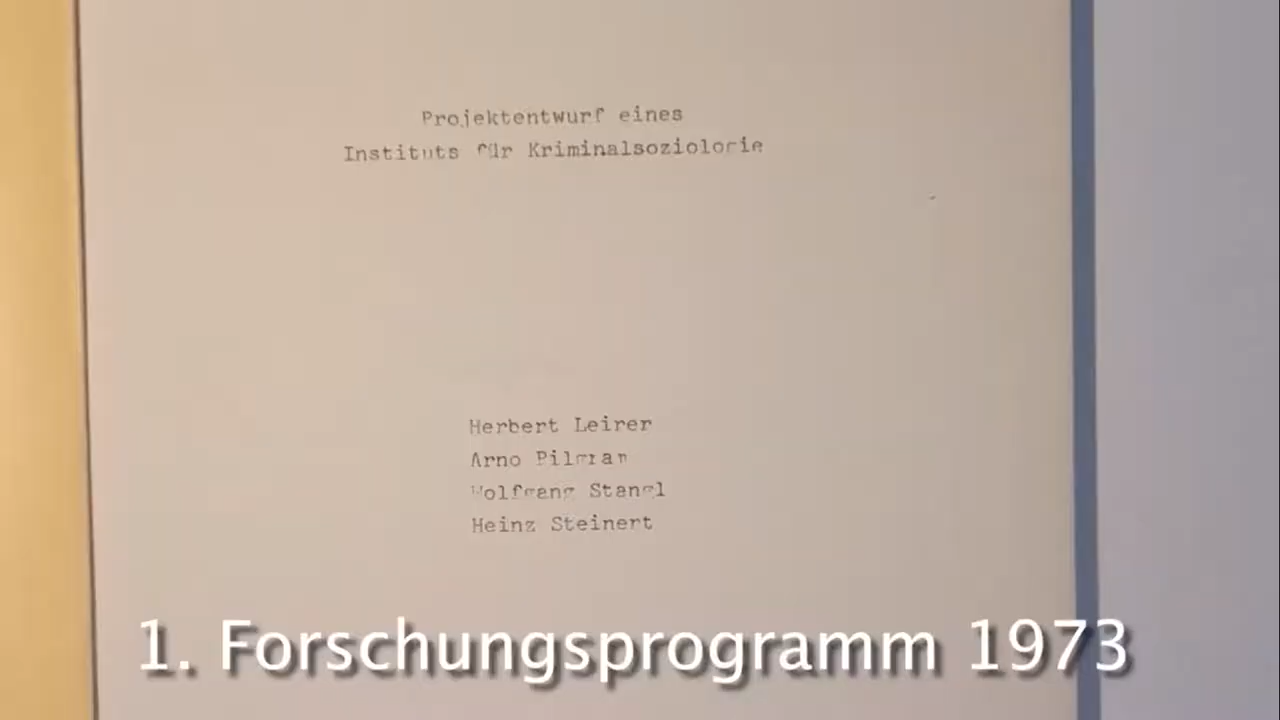 Projektentwurf eines
Instituts für Kriminalsoziologie
Herbert Leirer
Arno Pilgram
Wolfgang Stangl
Heinz Steinert
1. Forschungsprogramm 1973